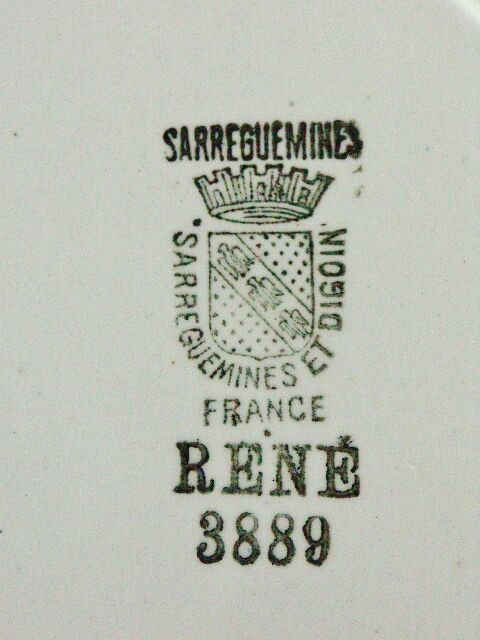 SARREGUEMINES
SARREGUEMINES ET DIGOIN
FRANCE
RENÉ
3889